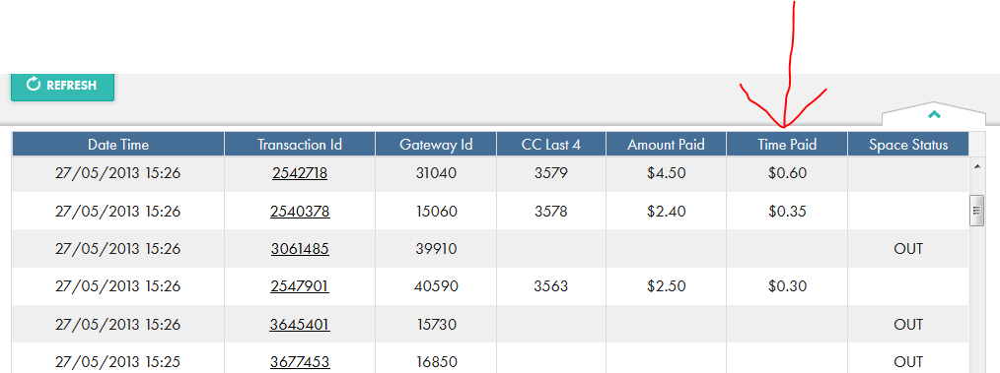 REFRESH
Date Time Transaction Id Gateway Id CC Last 4 Amount Paid Time Paid Space Status
27/05/2013 15:26 2542718 31040 3579 $4.50 $0.60
27/05/2013 15:26 2540378 15060 3578 $2.40 $0.35
27/05/2013 15:26 3061485 39910 OUT
27/05/2013 15:26 2547901 40590 3563 $2.50 $0.30
27/05/2013 15:26 3645401 15730 OUT
27/05/2013 15:25 3677453 16850 OUT